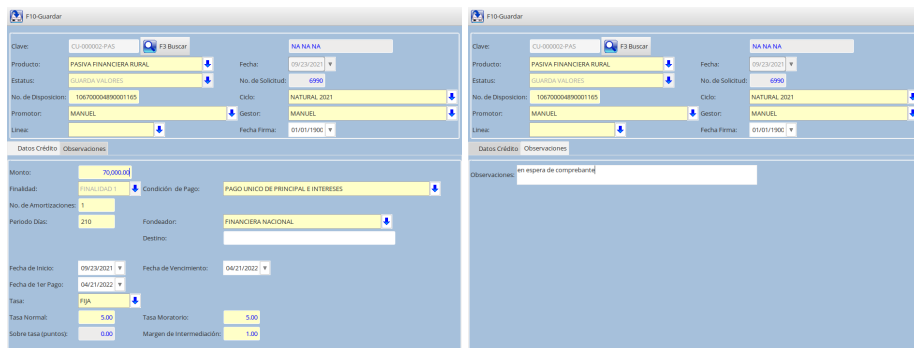 F10-Guardar
Clave: CU-000002-PAS F3 Buscar NA NA NA
Producto: PASIVA FINANCIERA RURAL Fecha: 09/23/2021
Estatus: GUARDA VALORES No. de Solicitud: 6990
No. de Disposicion: 106700004890001165 Ciclo: NATURAL 2021
Promotor: MANUEL Gestor: MANUEL
Linea: Fecha Firma: 01/01/1900
Datos Crédito Observaciones
Monto: 70,000.00
Finalidad: FINALIDAD 1 Condición de Pago: PAGO UNICO DE PRINCIPAL E INTERESES
No. de Amortizaciones: 1
Periodo Días: 210 Fondeador: FINANCIERA NACIONAL
Destino:
Fecha de Inicio: 09/23/2021 Fecha de Vencimiento: 04/21/2022
Fecha de 1er Pago: 04/21/2022
Tasa: FIJA
Tasa Normal: 5.00 Tasa Moratorio: 5.00
Sobre tasa (puntos): 0.00 Margen de Intermediación: 1.00
F10-Guardar
Clave: CU-000002-PAS F3 Buscar NA NA NA
Producto: PASIVA FINANCIERA RURAL Fecha: 09/23/2021
Estatus: GUARDA VALORES No. de Solicitud: 6990
No. de Disposicion: 106700004890001165 Ciclo: NATURAL 2021
Promotor: MANUEL Gestor: MANUEL
Linea: Fecha Firma: 01/01/1900
Datos Crédito Observaciones
Observaciones: en espera de comprebante